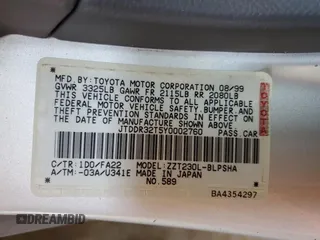 MFD. BY: TOYOTA MOTOR CORPORATION 08/99
GVWR 3325LB GAWR FR 2115LB RR 2080LB
THIS VEHICLE CONFORMS TO ALL APPLICABLE
FEDERAL MOTOR VEHICLE SAFETY,BUMPER,AND
THEFT PREVENTION STANDARDS IN EFFECT ON
THE DATE OF MANUFACTURE SHOWN ABOVE.
JTDDR32T5Y0002760 PASS. CAR
C/TR: 1D0/FA22 MODEL:ZZT230L-BLPSHA
A/TM: -03A/U341E MADE IN JAPAN
NO.589
BA4354297
DREAMBID